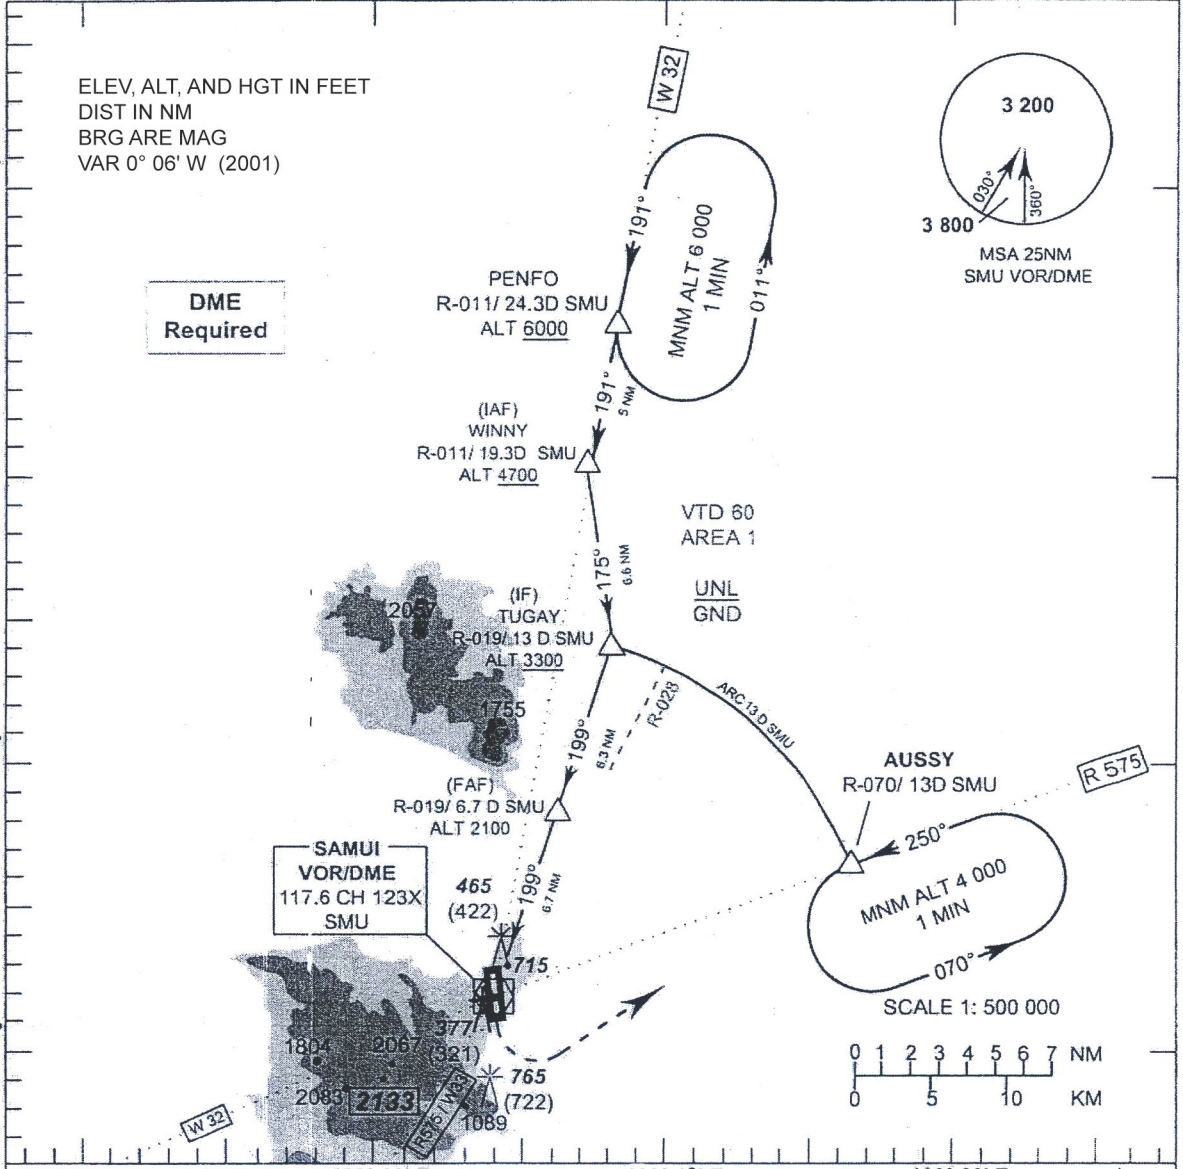 ELEV, ALT, AND HGT IN FEET
DIST IN NM
BRG ARE MAG
VAR 0° 06' W (2001)
W 32
3 200
030°
360°
3 800
MSA 25NM
SMU VOR/DME
191°
MNM ALT 6 000
1 MIN
011°
DME
Required
PENFO
R-011/ 24.3D SMU
ALT 6000
191°
5 NM
(IAF)
WINNY
R-011/ 19.3D SMU
ALT 4700
VTD 60
AREA 1
UNL
GND
175°
6.6 NM
2057
(IF)
TUGAY
R-019/ 13 D SMU
ALT 3300
1755
R-028
ARC 13 D SMU
199°
6.3 NM
AUSSY
R-070/ 13D SMU
R 575
(FAF)
R-019/ 6.7 D SMU
ALT 2100
250°
MNM ALT 4 000
1 MIN
070°
SAMUI
VOR/DME
117.6 CH 123X
SMU
465
(422)
199°
6.7 NM
715
SCALE 1: 500 000
377
(321)
1804
2067
2083
2133
765
(722)
1089
R575 / W33
W 32
0 1 2 3 4 5 6 7 NM
0 5 10 KM